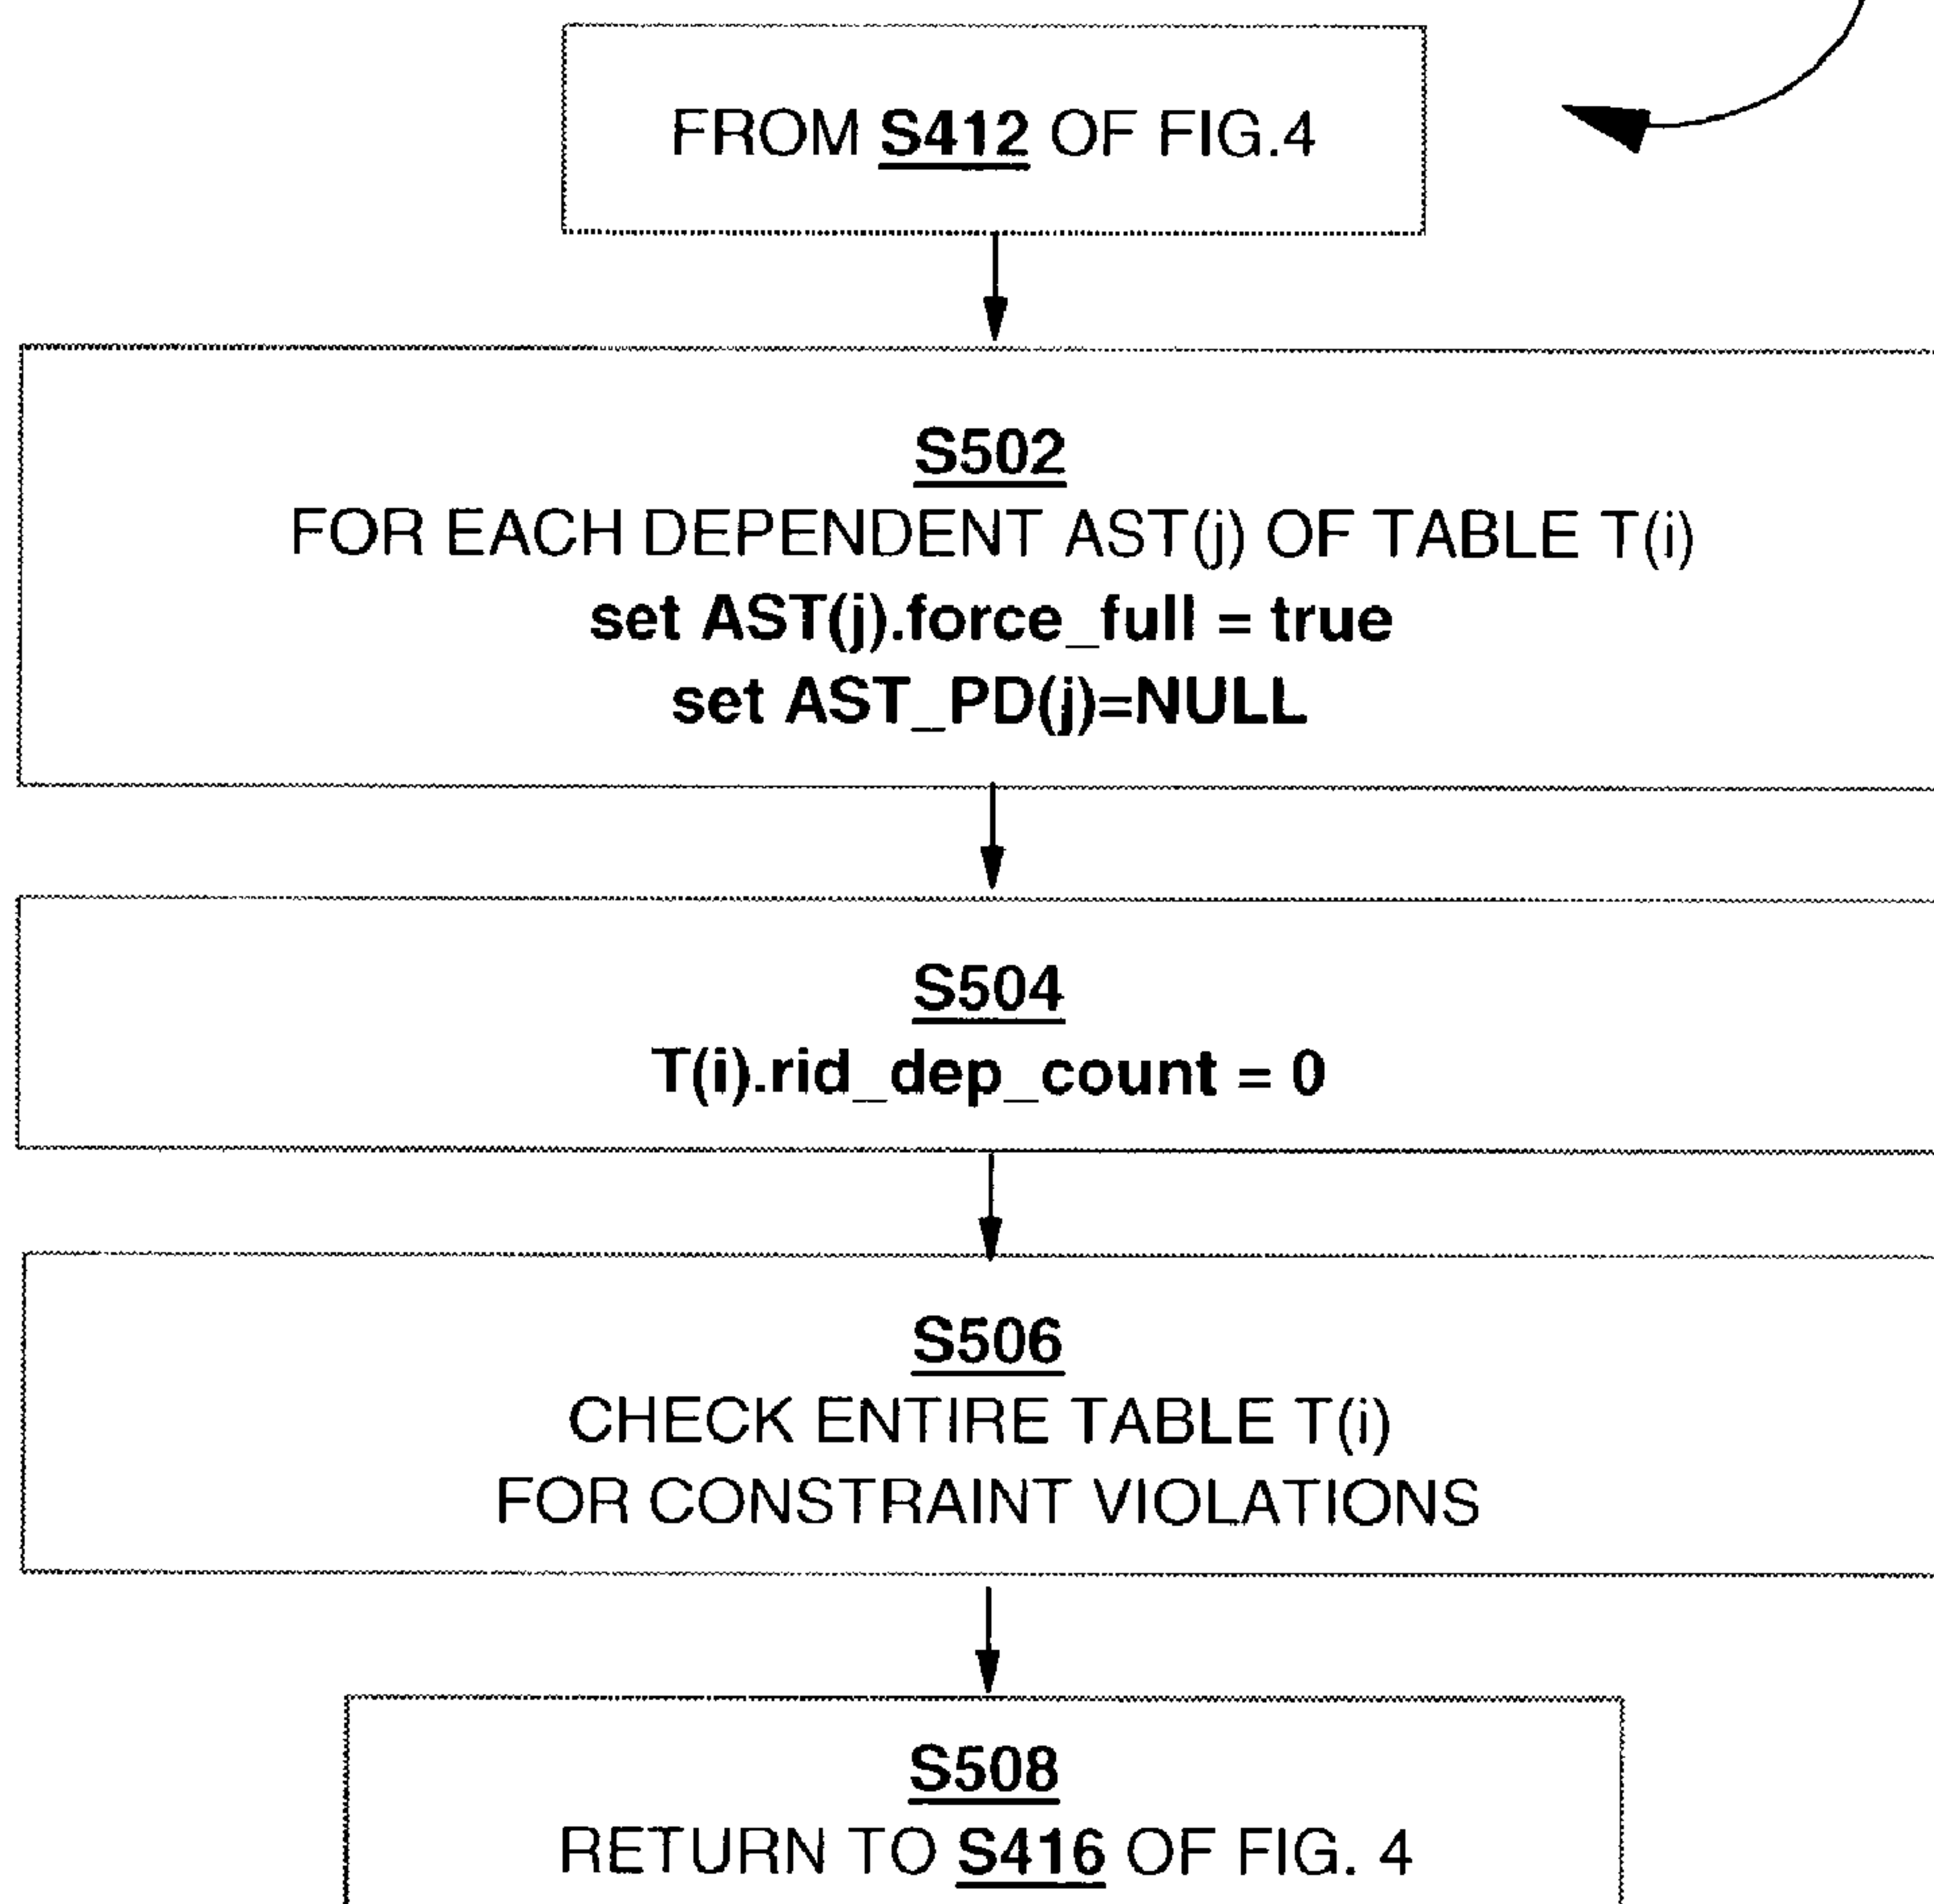 FROM S412 OF FIG.4
S502
FOR EACH DEPENDENT AST(j) OF TABLE T(i)
set AST(j).force_full = true
set AST_PD(j)=NULL
S504
T(i).rid_dep_count = 0
S506
CHECK ENTIRE TABLE T(i)
FOR CONSTRAINT VIOLATIONS
S508
RETURN TO S416 OF FIG. 4